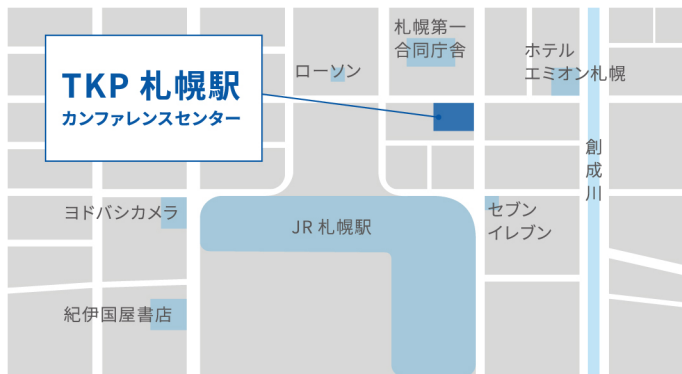 札幌第一
合同庁舎
ホテル
エミオン札幌
ローソン
TKP 札幌駅
カンファレンスセンター
創成川
ヨドバシカメラ
JR 札幌駅
セブン
イレブン
紀伊国屋書店